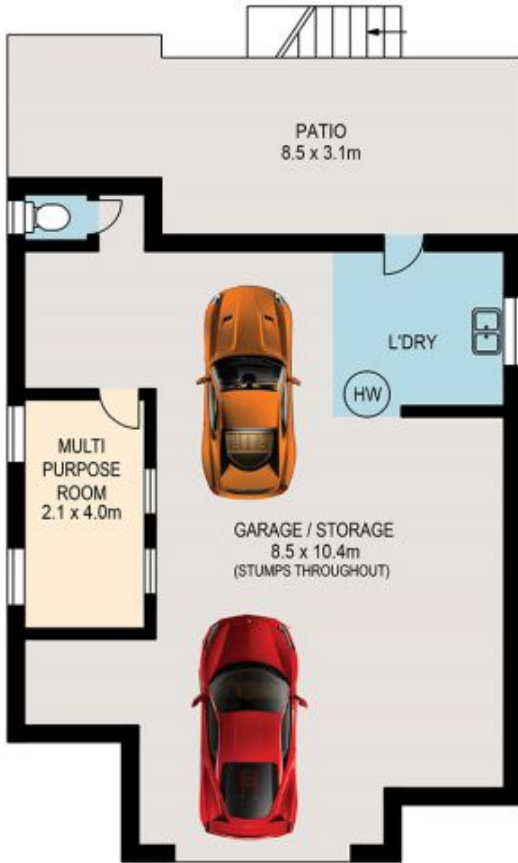 PATIO
8.5 x 3.1m
L'DRY
HW
MULTI
PURPOSE
ROOM
2.1 x 4.0m
GARAGE / STORAGE
8.5 x 10.4m
(STUMPS THROUGHOUT)